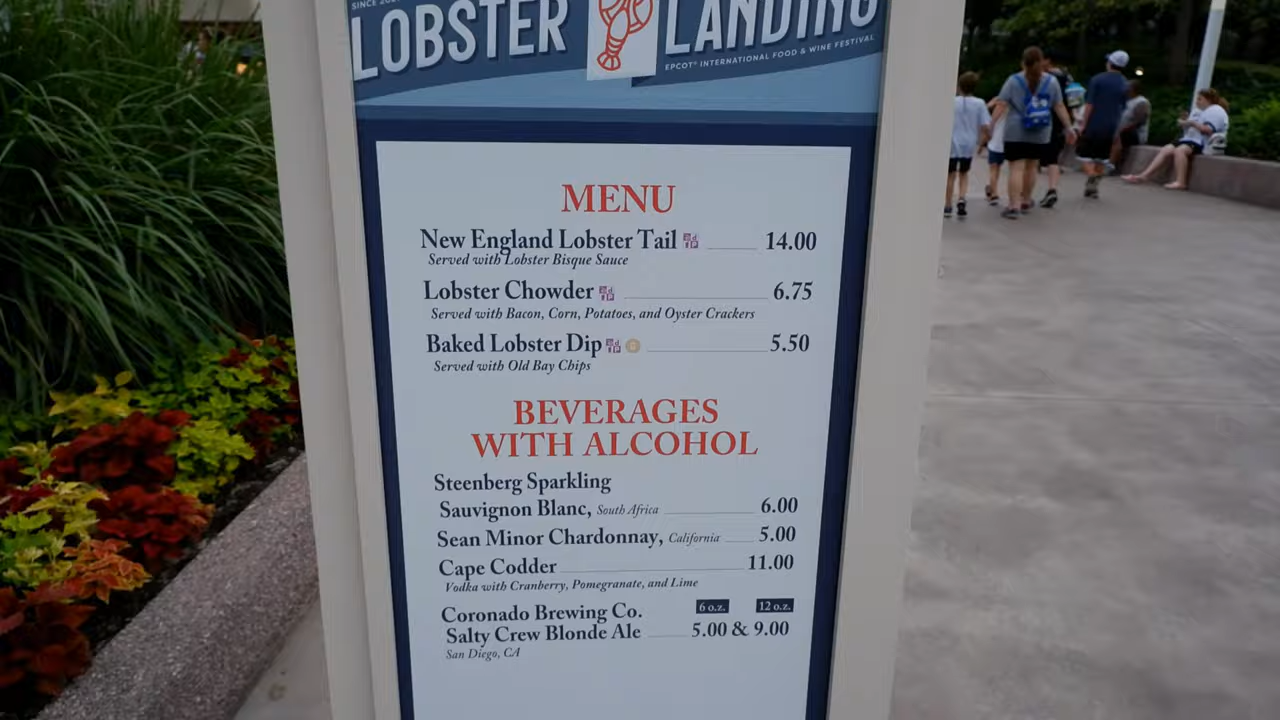 LOBSTER LANDING
EPCOT® INTERNATIONAL FOOD & WINE FESTIVAL
MENU
New England Lobster Tail 14.00
Served with Lobster Bisque Sauce
Lobster Chowder 6.75
Served with Bacon, Corn, Potatoes, and Oyster Crackers
Baked Lobster Dip 5.50
Served with Old Bay Chips
BEVERAGES
WITH ALCOHOL
Steenberg Sparkling
Sauvignon Blanc, South Africa 6.00
Sean Minor Chardonnay, California 5.00
Cape Codder 11.00
Vodka with Cranberry, Pomegranate, and Lime
Coronado Brewing Co. 6 o.z. 12 o.z.
Salty Crew Blonde Ale 5.00 & 9.00
San Diego, CA